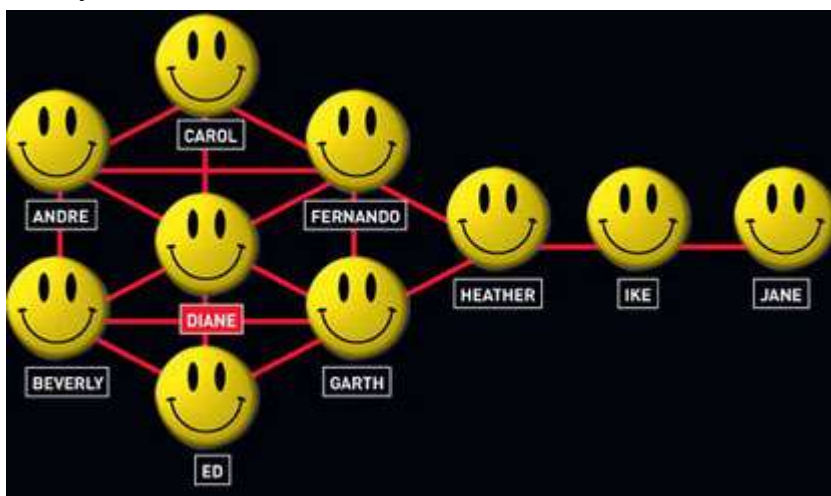 CAROL
ANDRE
FERNANDO
HEATHER
IKE
JANE
DIANE
BEVERLY
GARTH
ED